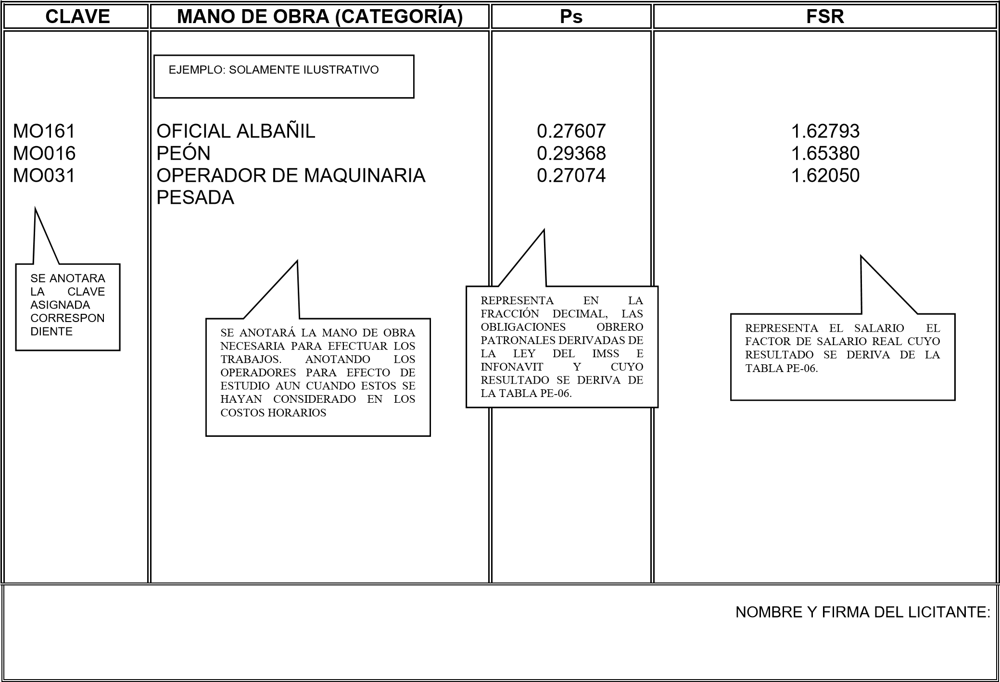 CLAVE MANO DE OBRA (CATEGORÍA) Ps FSR
EJEMPLO: SOLAMENTE ILUSTRATIVO
MO161 OFICIAL ALBAÑIL 0.27607 1.62793
MO016 PEÓN 0.29368 1.65380
MO031 OPERADOR DE MAQUINARIA 0.27074 1.62050
PESADA
SE ANOTARA
LA CLAVE
ASIGNADA
CORRESPON
DIENTE
SE ANOTARÁ LA MANO DE OBRA
NECESARIA PARA EFECTUAR LOS
TRABAJOS. ANOTANDO LOS
OPERADORES PARA EFECTO DE
ESTUDIO AUN CUANDO ESTOS SE
HAYAN CONSIDERADO EN LOS
COSTOS HORARIOS
REPRESENTA EN LA
FRACCIÓN DECIMAL, LAS
OBLIGACIONES OBRERO
PATRONALES DERIVADAS DE
LA LEY DEL IMSS E
INFONAVIT Y CUYO
RESULTADO SE DERIVA DE
LA TABLA PE-06.
REPRESENTA EL SALARIO EL
FACTOR DE SALARIO REAL CUYO
RESULTADO SE DERIVA DE LA
TABLA PE-06.
NOMBRE Y FIRMA DEL LICITANTE: